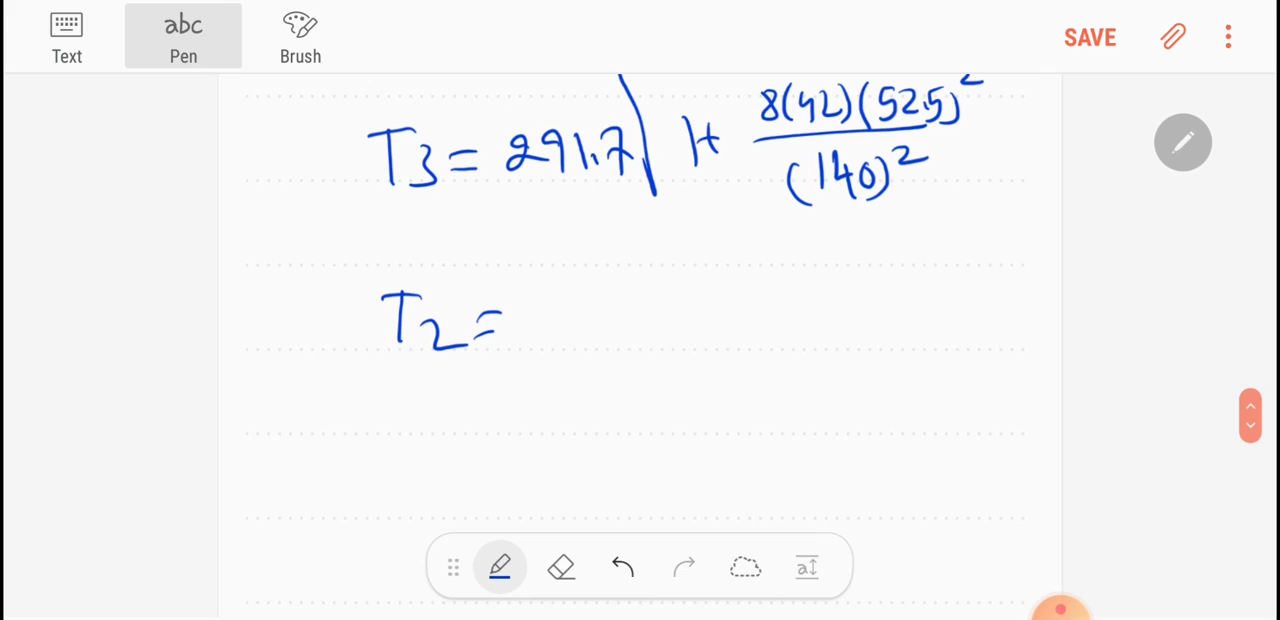 Text
abc
Pen
Brush
SAVE
T3 = 291.7 1+ 8(42)(52.5)²
(140)²
T2 =
a